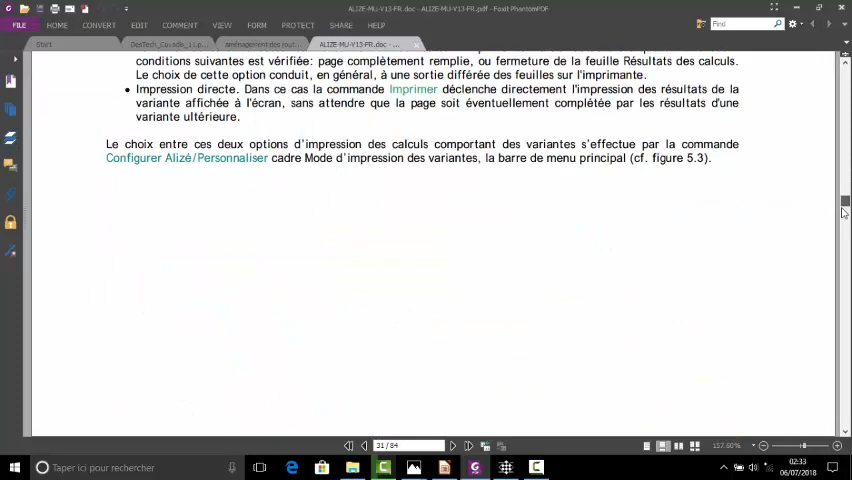 ALIZE-MU-V13-FR.doc - ALIZE-MU-V13-FR.pdf - Foxit PhantomPDF
FILE HOME CONVERT EDIT COMMENT VIEW FORM PROTECT SHARE HELP Find
Start DesTech_Cavalle_11.p... aménagement des rout... ALIZE-MU-V13-FR.doc - ...
conditions suivantes est vérifiée: page complètement remplie, ou fermeture de la feuille Résultats des calculs.
Le choix de cette option conduit, en général, à une sortie différée des feuilles sur l'imprimante.
• Impression directe. Dans ce cas la commande Imprimer déclenche directement l'impression des résultats de la
variante affichée à l'écran, sans attendre que la page soit éventuellement complétée par les résultats d'une
variante ultérieure.
Le choix entre ces deux options d'impression des calculs comportant des variantes s'effectue par la commande
Configurer Alizé/Personnaliser cadre Mode d'impression des variantes, la barre de menu principal (cf. figure 5.3).
31 / 84 157.60%
Taper ici pour rechercher 02:33
06/07/2018